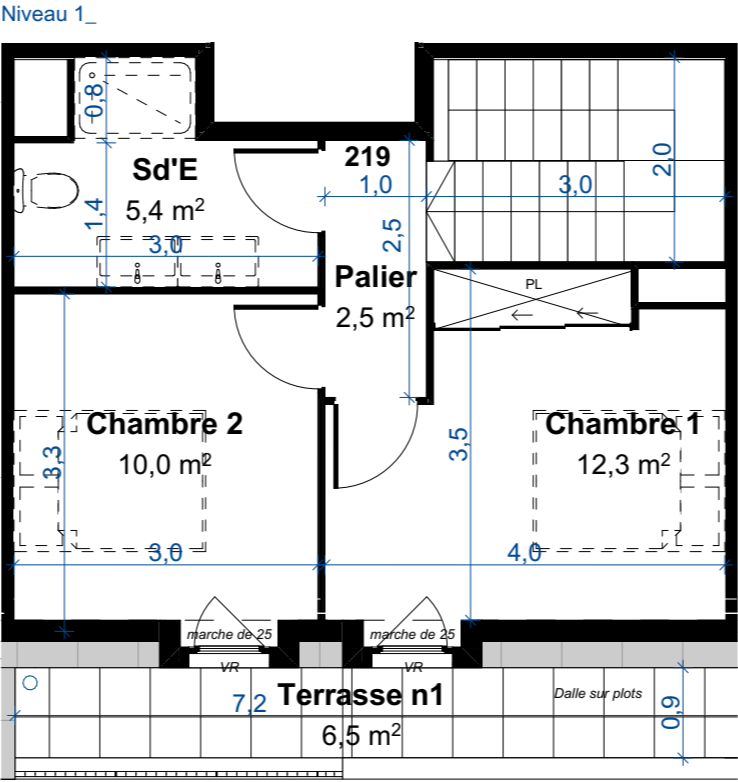 Niveau 1_
0,8
Sd'E
5,4 m²
1,4
3,0
219
1,0
2,5
3,0
2,0
Palier
2,5 m²
PL
Chambre 2
10,0 m²
3,3
3,0
Chambre 1
12,3 m²
3,5
4,0
marche de 25
marche de 25
VR
VR
7,2
Terrasse n1
6,5 m²
Dalle sur plots
0,9